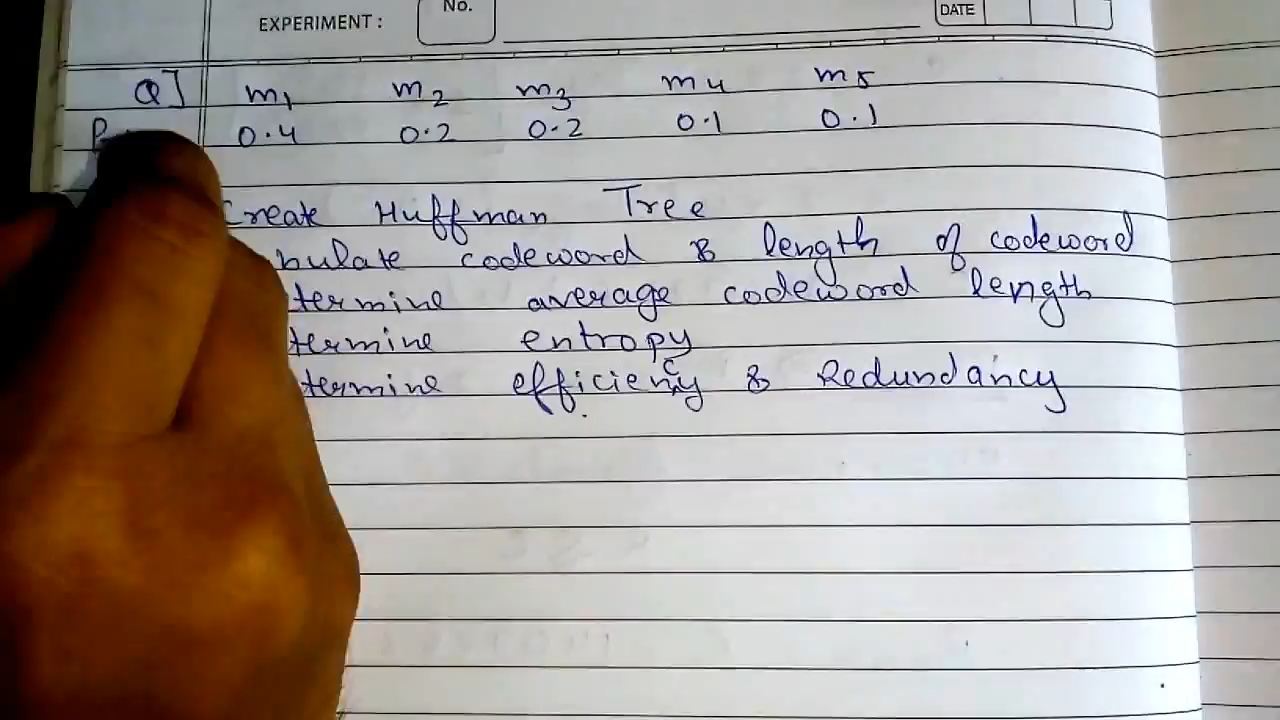 No.
EXPERIMENT :
DATE
Q] m1 m2 m3 m4 m5
P 0.4 0.2 0.2 0.1 0.1
Create Huffman Tree
bulate codeword & length of codeword
termine average codeword length
termine entropy
termine efficiency & Redundancy